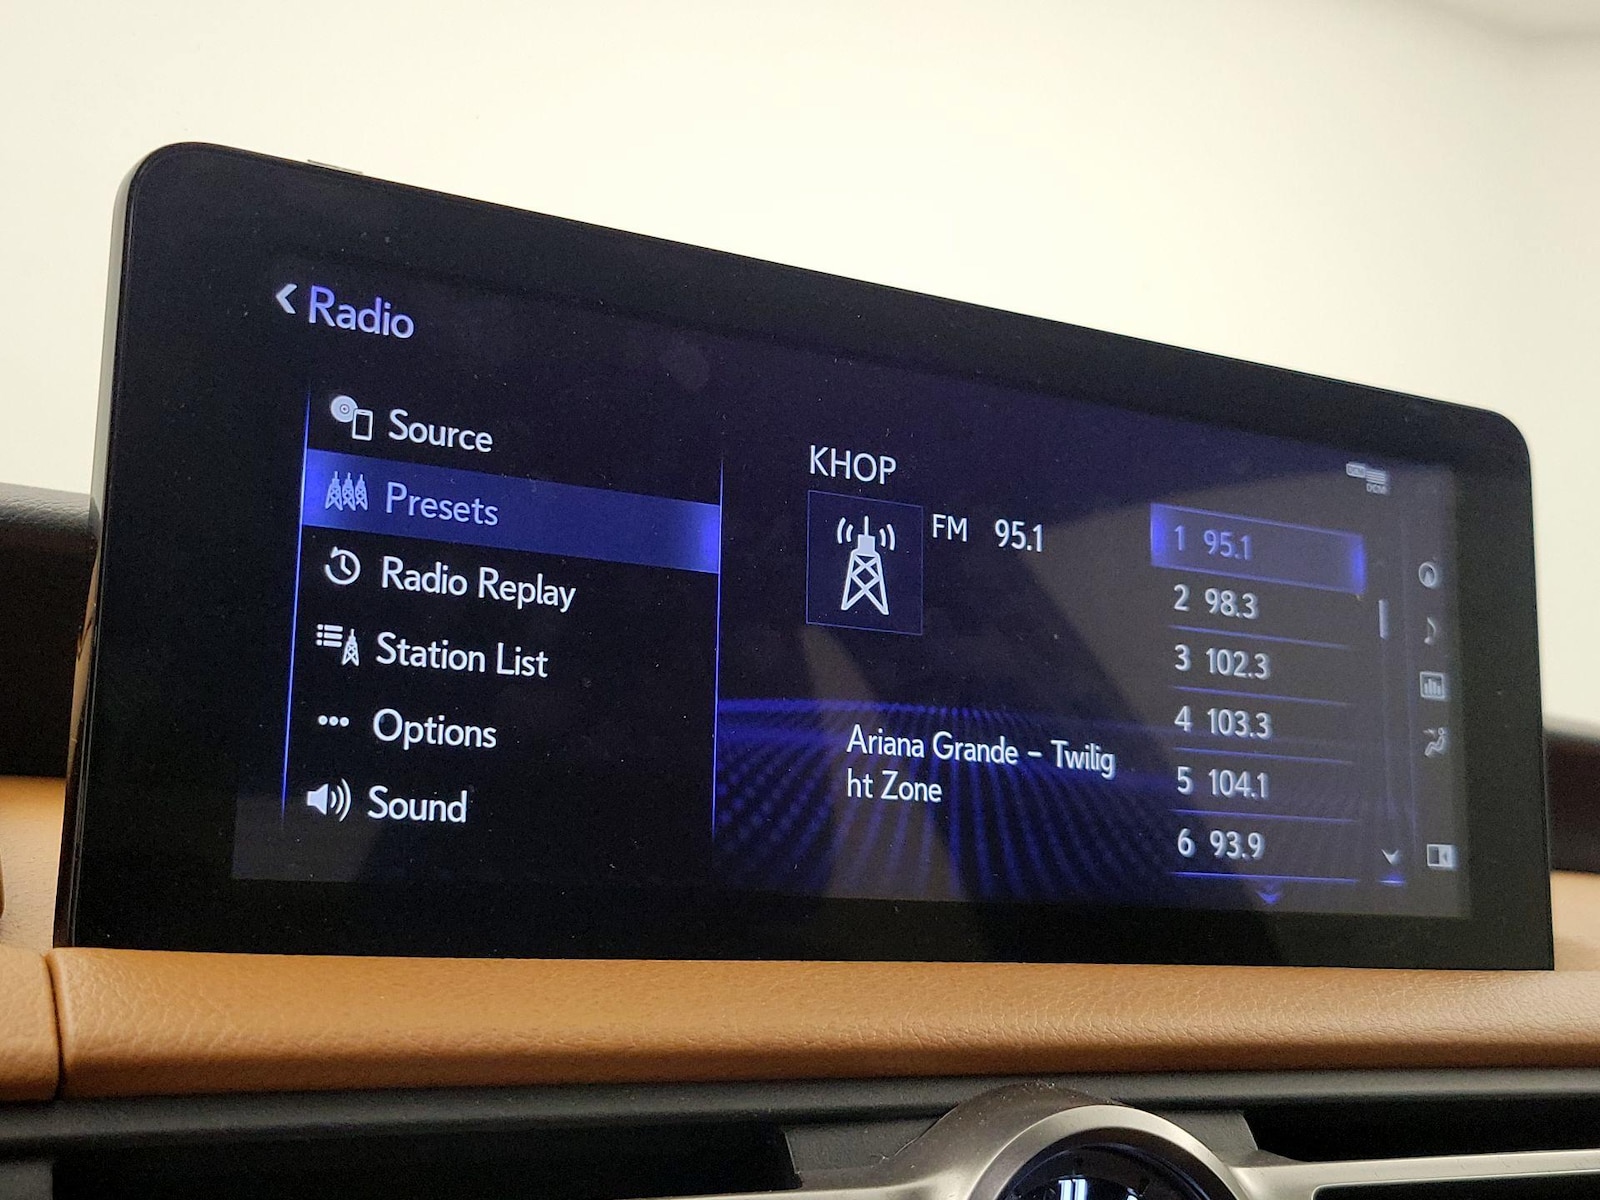 Radio
Source
Presets
Radio Replay
Station List
••• Options
Sound
KHOP
FM 95.1
Ariana Grande – Twilig
ht Zone
1 95.1
2 98.3
3 102.3
4 103.3
5 104.1
6 93.9
DCM